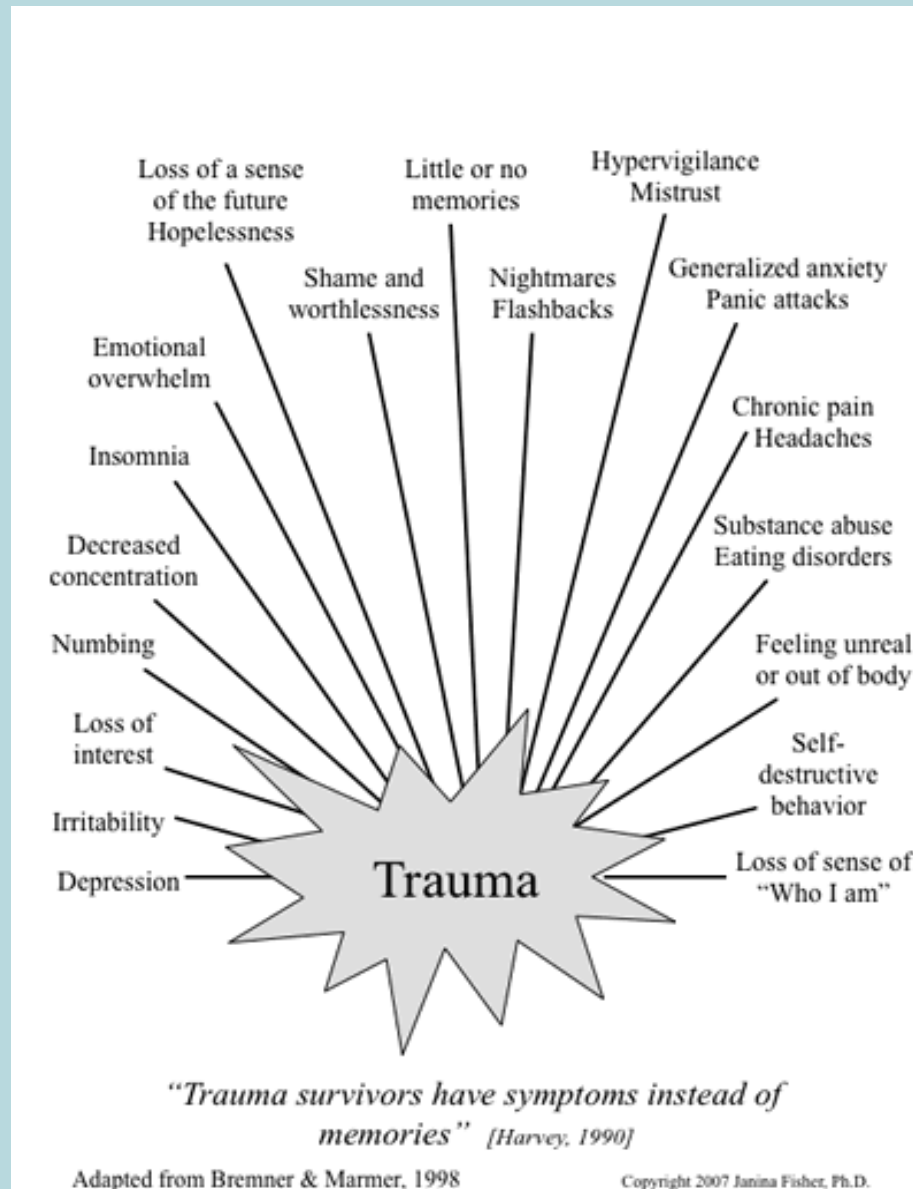 Loss of a sense
of the future
Hopelessness
Little or no
memories
Hypervigilance
Mistrust
Shame and
worthlessness
Nightmares
Flashbacks
Generalized anxiety
Panic attacks
Emotional
overwhelm
Chronic pain
Headaches
Insomnia
Substance abuse
Eating disorders
Decreased
concentration
Numbing
Feeling unreal
or out of body
Loss of
interest
Self-
destructive
behavior
Irritability
Depression
Trauma
Loss of sense of
“Who I am”
“Trauma survivors have symptoms instead of
memories” [Harvey, 1990]
Adapted from Bremner & Marmer, 1998
Copyright 2007 Janina Fisher, Ph.D.